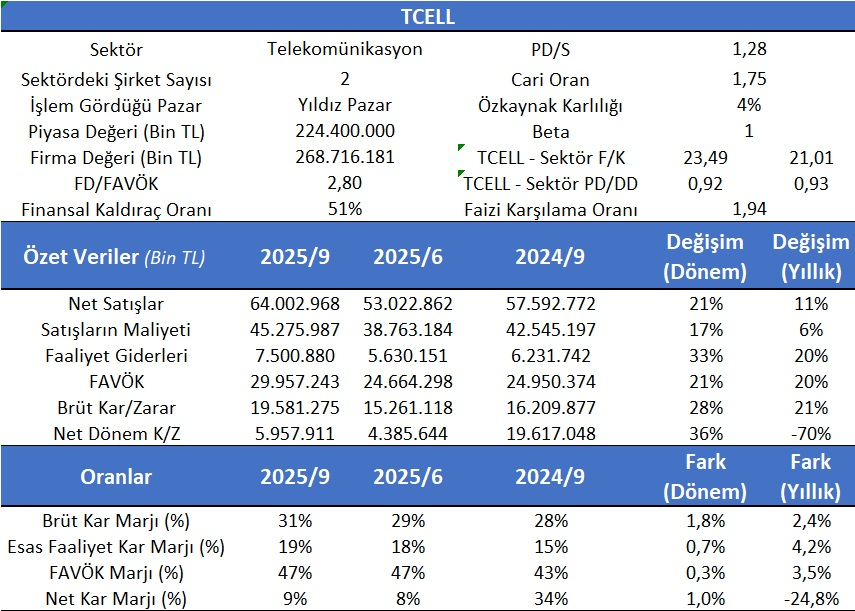 TCELL
Sektör Telekomünikasyon PD/S 1,28
Sektördeki Şirket Sayısı 2 Cari Oran 1,75
İşlem Gördüğü Pazar Yıldız Pazar Özkaynak Karlılığı 4%
Piyasa Değeri (Bin TL) 224.400.000 Beta 1
Firma Değeri (Bin TL) 268.716.181 TCELL - Sektör F/K 23,49 21,01
FD/FAVÖK 2,80 TCELL - Sektör PD/DD 0,92 0,93
Finansal Kaldıraç Oranı 51% Faizi Karşılama Oranı 1,94
Özet Veriler (Bin TL) 2025/9 2025/6 2024/9 Değişim (Dönem) Değişim (Yıllık)
Net Satışlar 64.002.968 53.022.862 57.592.772 21% 11%
Satışların Maliyeti 45.275.987 38.763.184 42.545.197 17% 6%
Faaliyet Giderleri 7.500.880 5.630.151 6.231.742 33% 20%
FAVÖK 29.957.243 24.664.298 24.950.374 21% 20%
Brüt Kar/Zarar 19.581.275 15.261.118 16.209.877 28% 21%
Net Dönem K/Z 5.957.911 4.385.644 19.617.048 36% -70%
Oranlar 2025/9 2025/6 2024/9 Fark (Dönem) Fark (Yıllık)
Brüt Kar Marjı (%) 31% 29% 28% 1,8% 2,4%
Esas Faaliyet Kar Marjı (%) 19% 18% 15% 0,7% 4,2%
FAVÖK Marjı (%) 47% 47% 43% 0,3% 3,5%
Net Kar Marjı (%) 9% 8% 34% 1,0% -24,8%